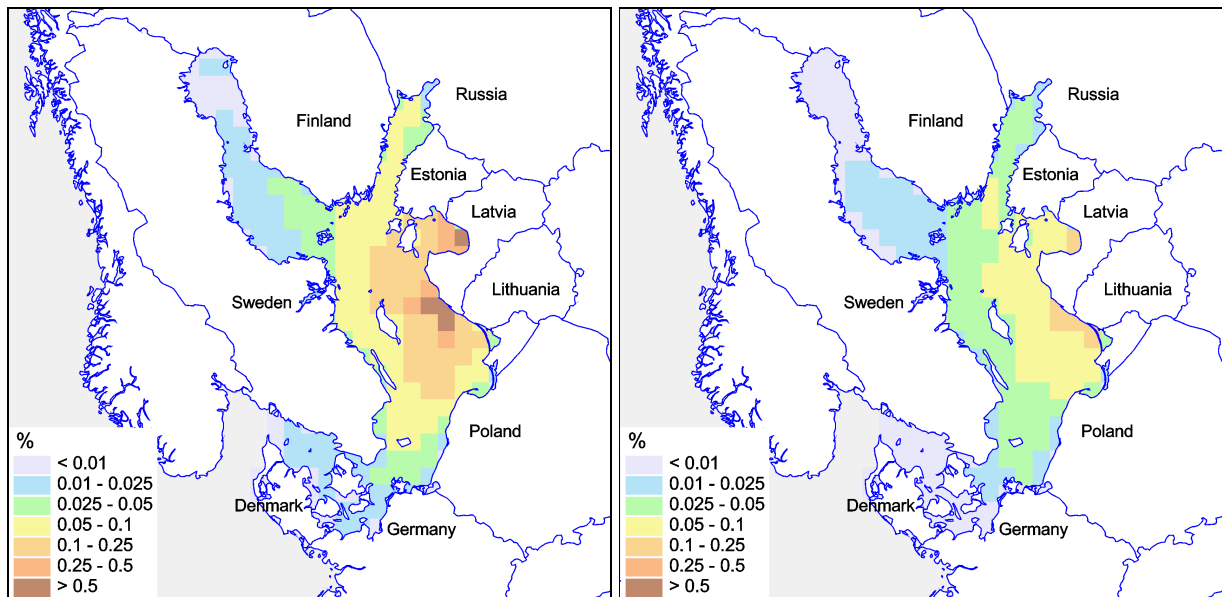 Russia
Finland
Estonia
Latvia
Lithuania
Sweden
Poland
Denmark
Germany
%
< 0.01
0.01 - 0.025
0.025 - 0.05
0.05 - 0.1
0.1 - 0.25
0.25 - 0.5
> 0.5
Russia
Finland
Estonia
Latvia
Lithuania
Sweden
Poland
Denmark
Germany
%
< 0.01
0.01 - 0.025
0.025 - 0.05
0.05 - 0.1
0.1 - 0.25
0.25 - 0.5
> 0.5